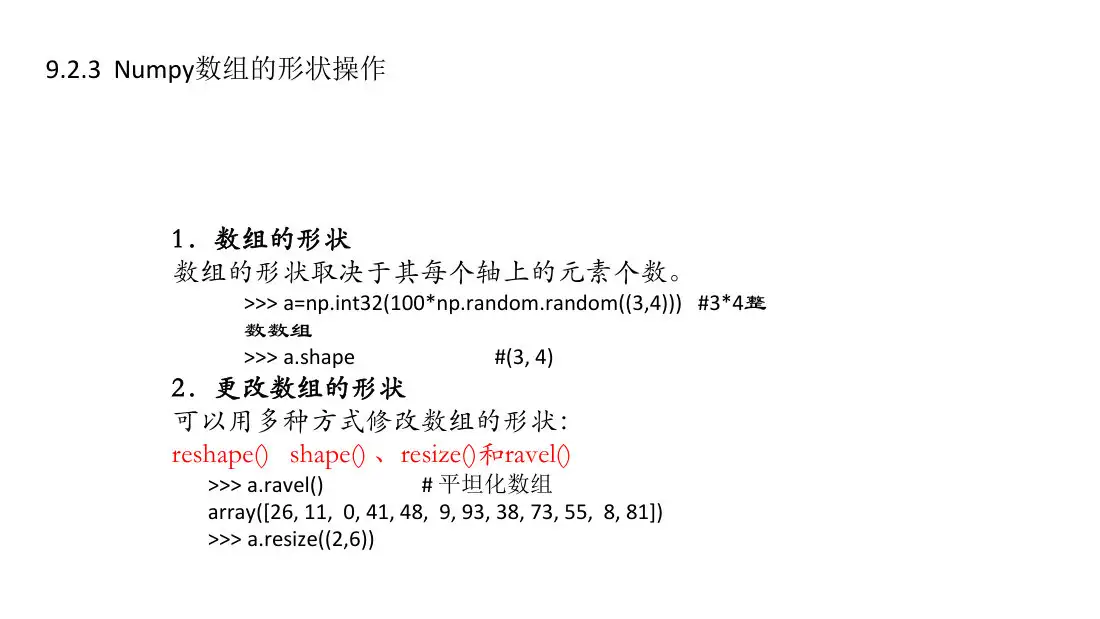 9.2.3  Numpy数组的形状操作
1．数组的形状
数组的形状取决于其每个轴上的元素个数。
>>> a=np.int32(100*np.random.random((3,4)))   #3*4整
数数组
>>> a.shape                         #(3, 4)
2．更改数组的形状
可以用多种方式修改数组的形状：
reshape()   shape() 、resize()和ravel()
>>> a.ravel()                  # 平坦化数组
array([26, 11,  0, 41, 48,  9, 93, 38, 73, 55,  8, 81])
>>> a.resize((2,6))